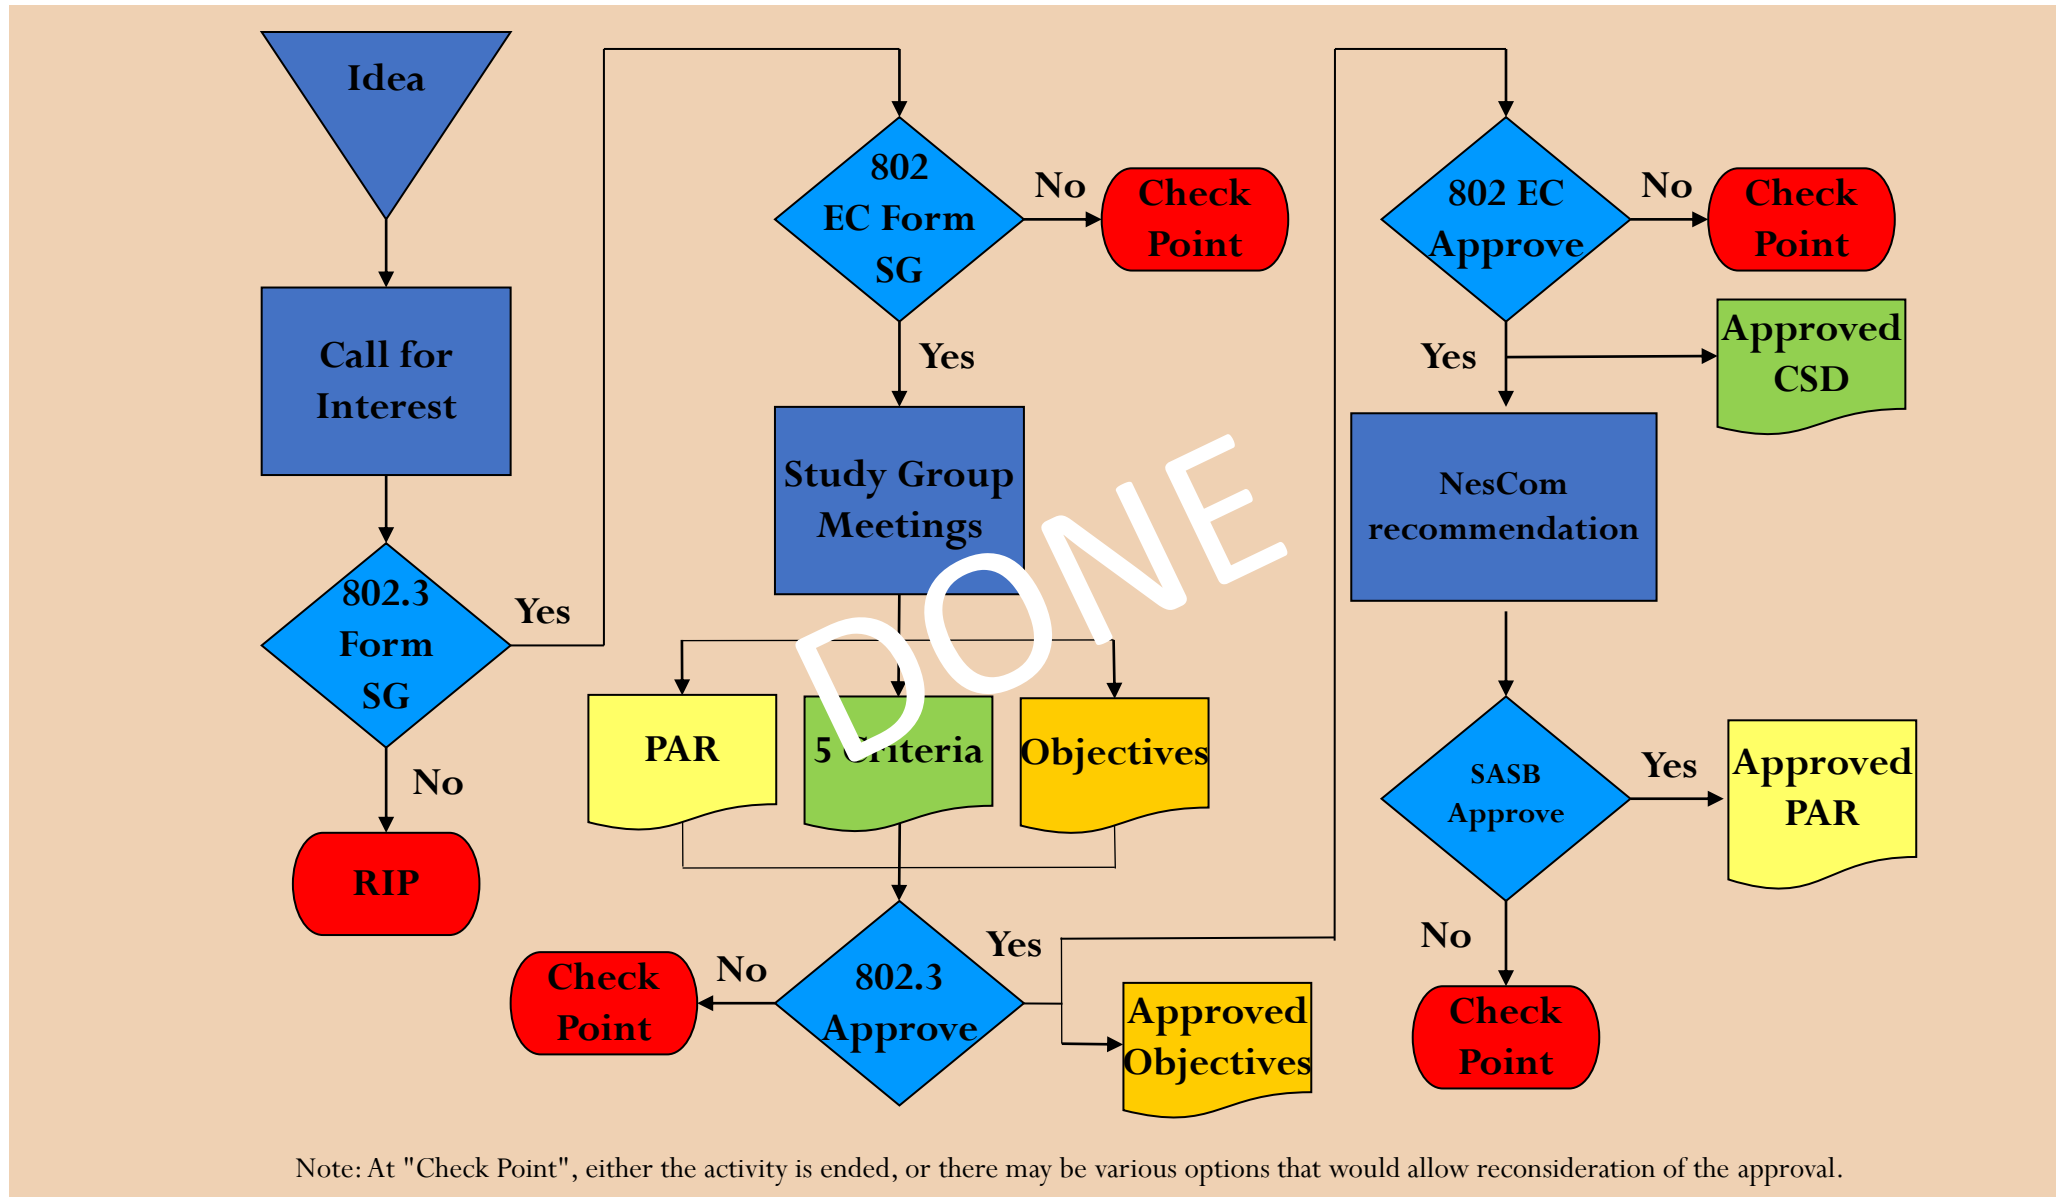 Idea
Call for
Interest
802.3
Form
SG
Yes
No
RIP
802
EC Form
SG
No
Check
Point
Yes
Study Group
Meetings
DONE
PAR
5 Criteria
Objectives
802.3
Approve
No
Check
Point
Yes
Approved
Objectives
802 EC
Approve
No
Check
Point
Yes
Approved
CSD
NesCom
recommendation
SASB
Approve
Yes
Approved
PAR
No
Check
Point
Note: At "Check Point", either the activity is ended, or there may be various options that would allow reconsideration of the approval.